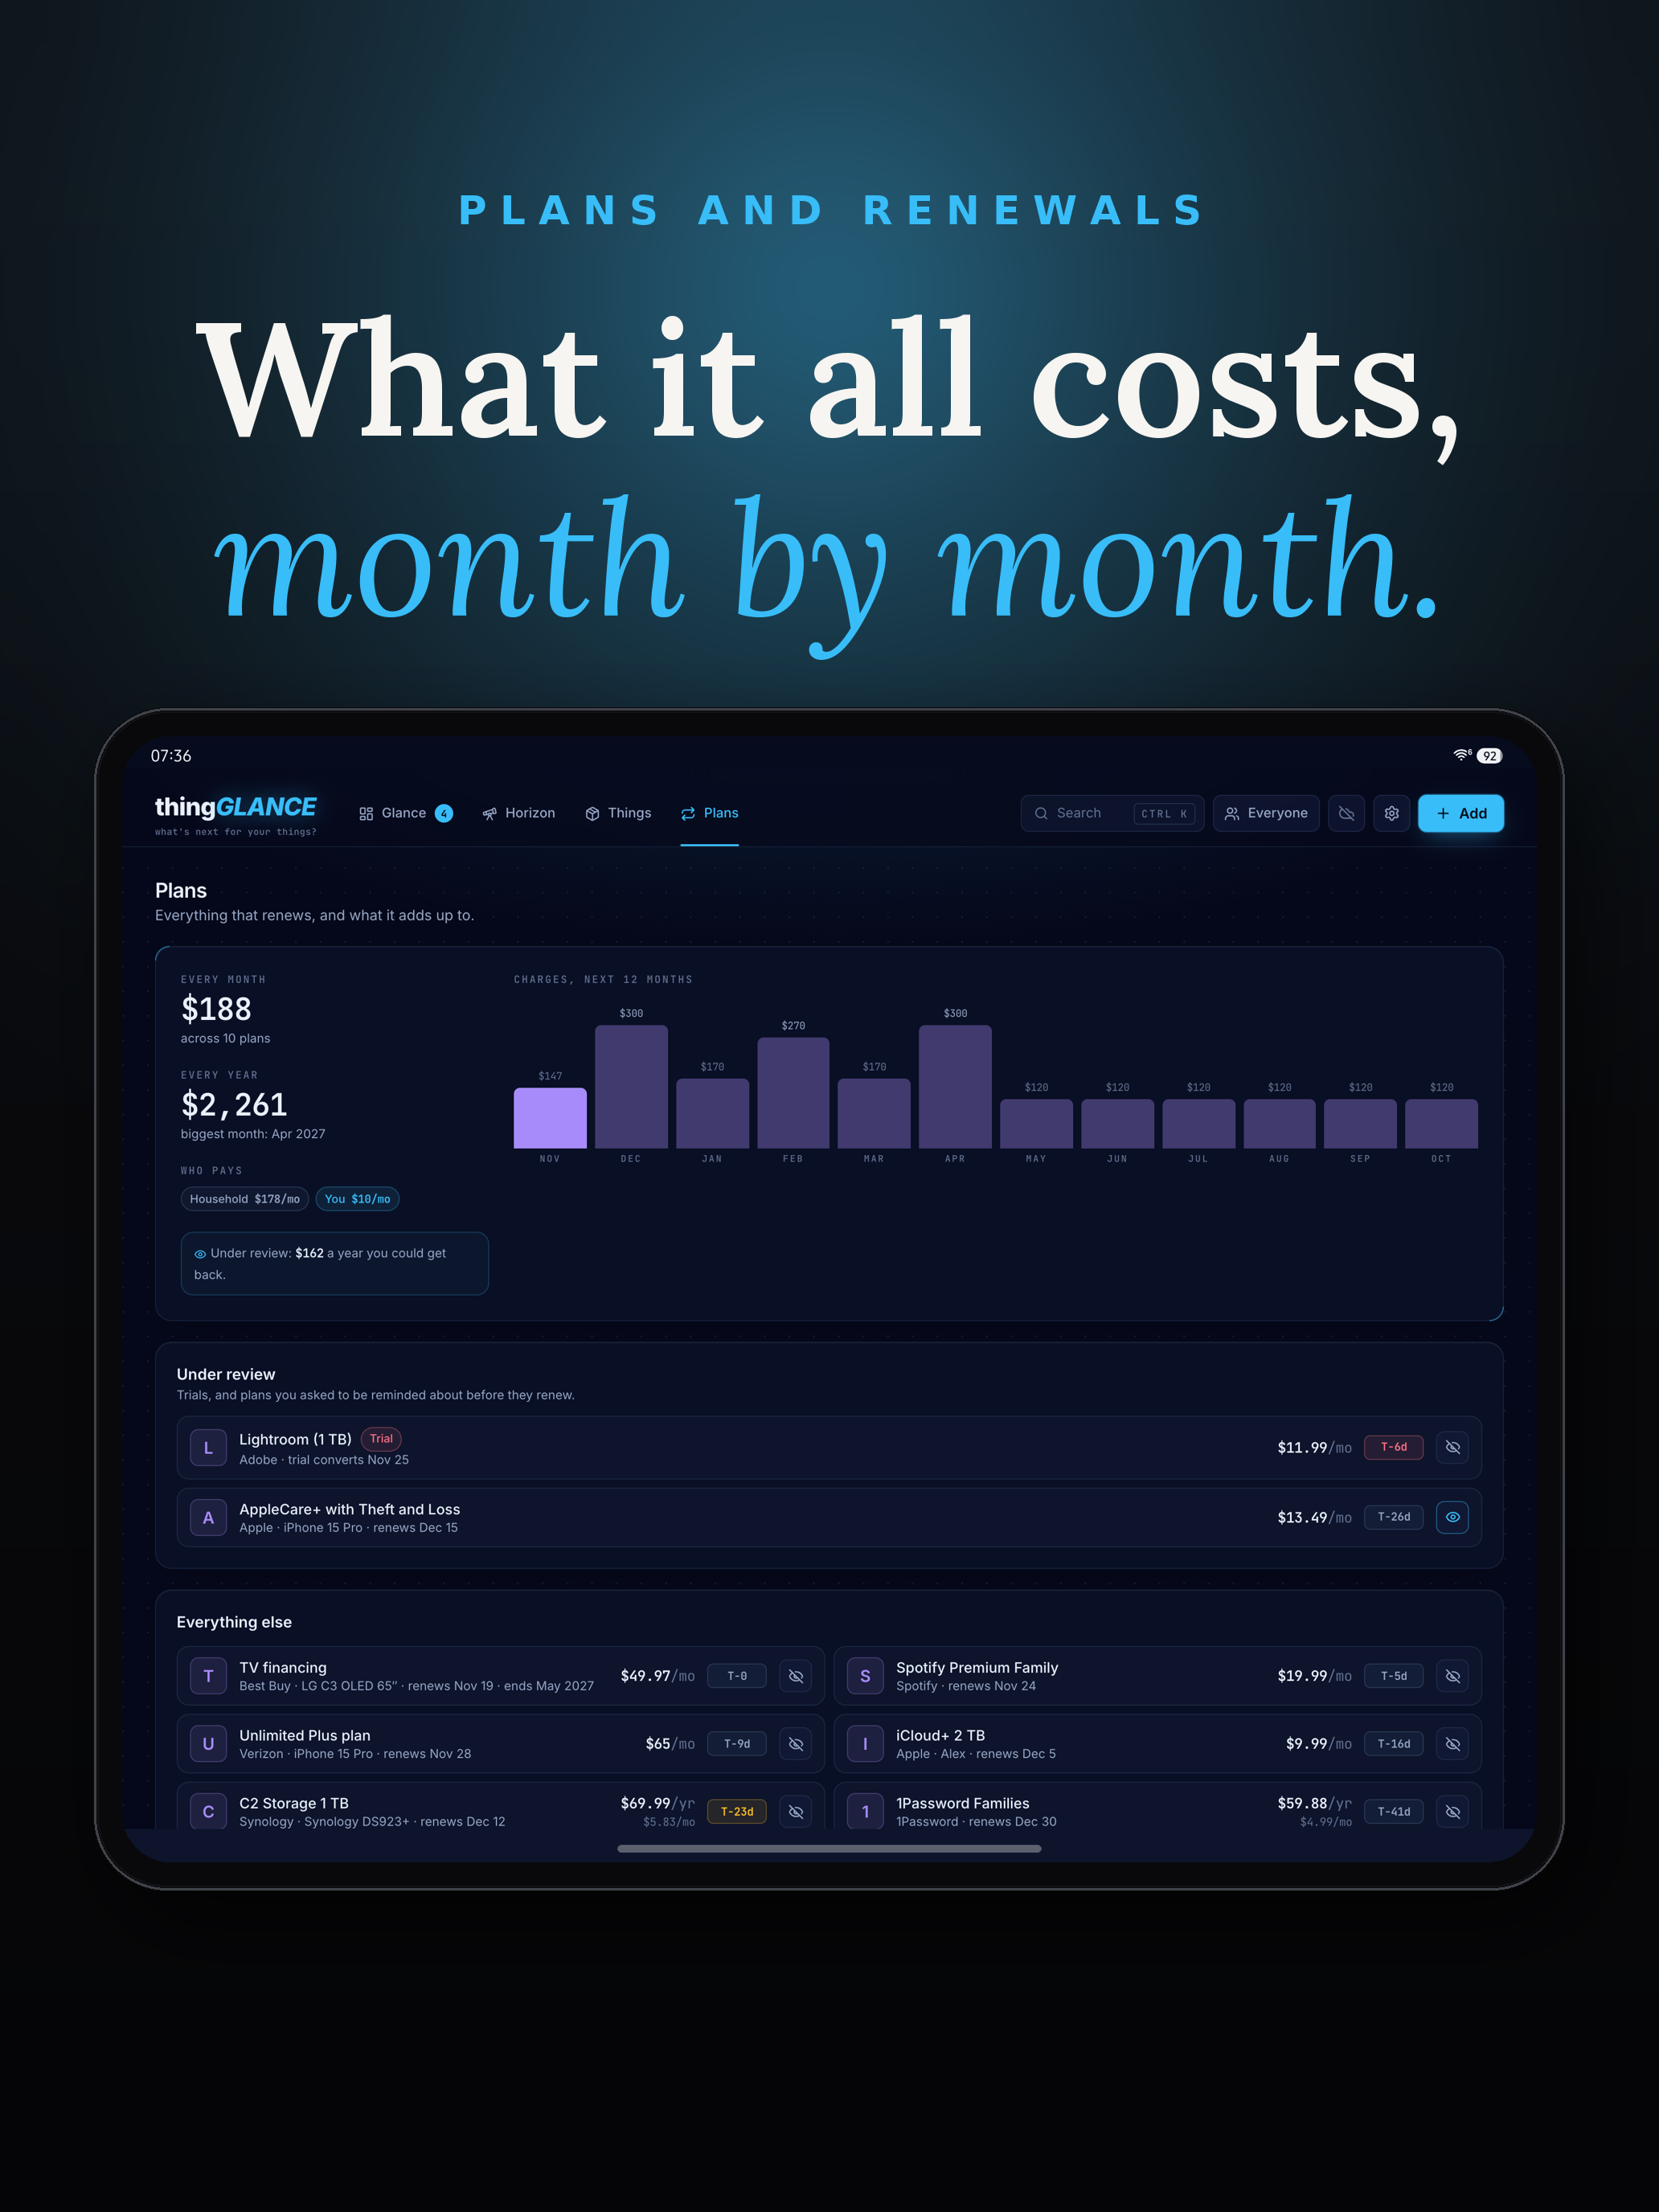 PLANS AND RENEWALS
What it all costs,
month by month.
07:36
6 92
thingGLANCE
what's next for your things?
Glance 4
Horizon
Things
Plans
Search CTRL K
Everyone
+ Add
Plans
Everything that renews, and what it adds up to.
EVERY MONTH
$188
across 10 plans
EVERY YEAR
$2,261
biggest month: Apr 2027
WHO PAYS
Household $178/mo
You $10/mo
Under review: $162 a year you could get
back.
CHARGES, NEXT 12 MONTHS
$147 $300 $170 $270 $170 $300 $120 $120 $120 $120 $120 $120
NOV DEC JAN FEB MAR APR MAY JUN JUL AUG SEP OCT
Under review
Trials, and plans you asked to be reminded about before they renew.
L
Lightroom (1 TB) Trial
Adobe · trial converts Nov 25
$11.99/mo
T-6d
A
AppleCare+ with Theft and Loss
Apple · iPhone 15 Pro · renews Dec 15
$13.49/mo
T-26d
Everything else
T
TV financing
Best Buy · LG C3 OLED 65″ · renews Nov 19 · ends May 2027
$49.97/mo
T-0
S
Spotify Premium Family
Spotify · renews Nov 24
$19.99/mo
T-5d
U
Unlimited Plus plan
Verizon · iPhone 15 Pro · renews Nov 28
$65/mo
T-9d
I
iCloud+ 2 TB
Apple · Alex · renews Dec 5
$9.99/mo
T-16d
C
C2 Storage 1 TB
Synology · Synology DS923+ · renews Dec 12
$69.99/yr
$5.83/mo
T-23d
1
1Password Families
1Password · renews Dec 30
$59.88/yr
$4.99/mo
T-41d